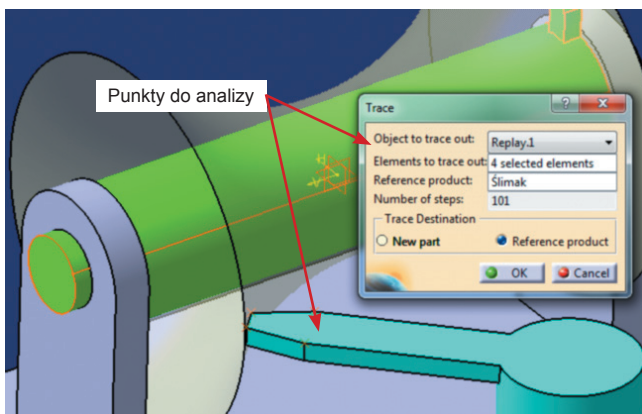 Punkty do analizy
Trace
Object to trace out: Replay.1
Elements to trace out: 4 selected elements
Reference product: Ślimak
Number of steps: 101
Trace Destination
New part Reference product
OK Cancel